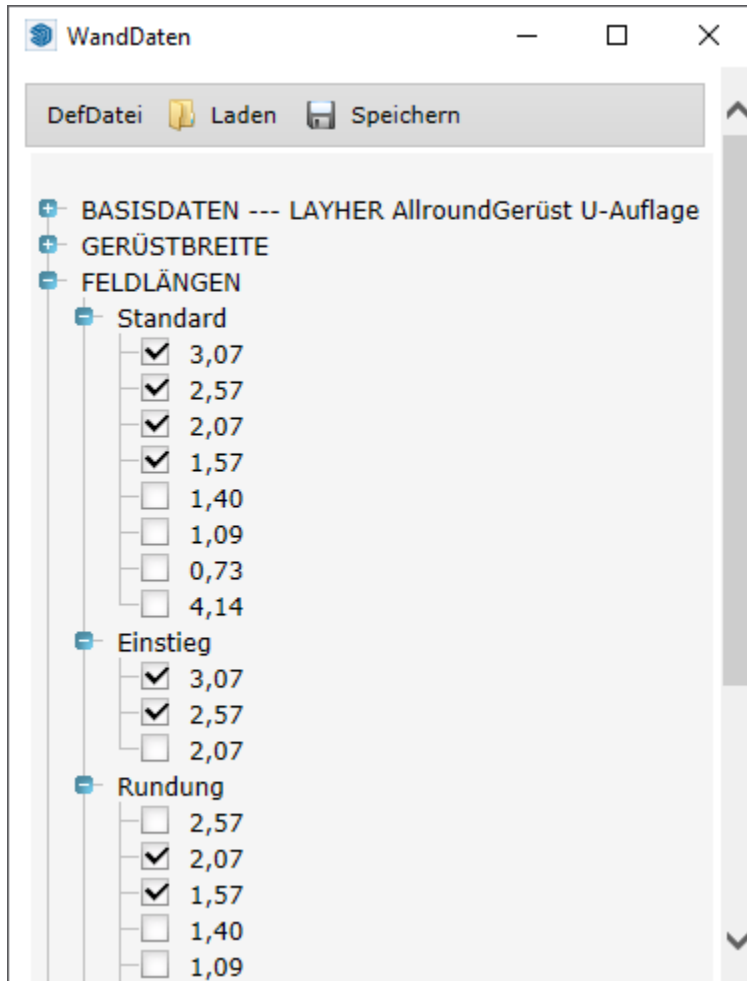 WandDaten
DefDatei Laden Speichern
BASISDATEN --- LAYHER AllroundGerüst U-Auflage
GERÜSTBREITE
FELDLÄNGEN
Standard
3,07
2,57
2,07
1,57
1,40
1,09
0,73
4,14
Einstieg
3,07
2,57
2,07
Rundung
2,57
2,07
1,57
1,40
1,09